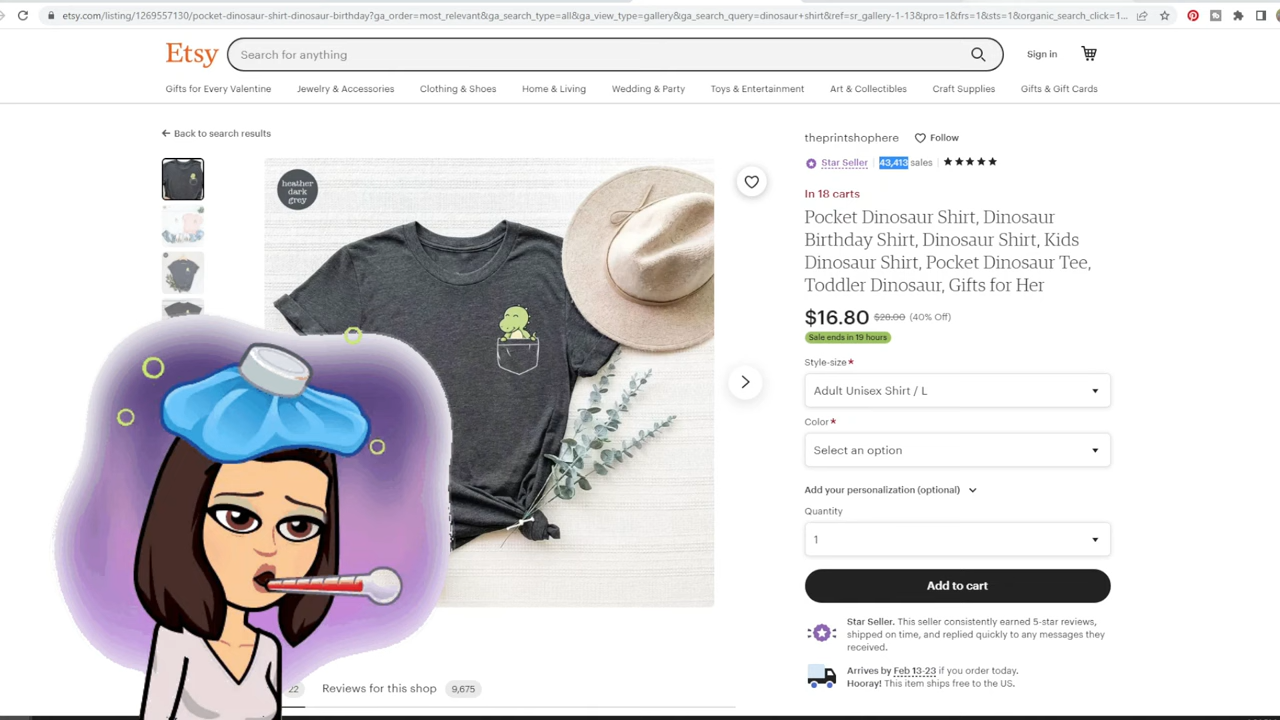 etsy.com/listing/1269557130/pocket-dinosaur-shirt-dinosaur-birthday?ga_order=most_relevant&ga_search_type=all&ga_view_type=gallery&ga_search_query=dinosaur+shirt&ref=sr_gallery-1-13&pro=1&frs=1&sts=1&organic_search_click=1...
Etsy
Search for anything
Sign in
Gifts for Every Valentine
Jewelry & Accessories
Clothing & Shoes
Home & Living
Wedding & Party
Toys & Entertainment
Art & Collectibles
Craft Supplies
Gifts & Gift Cards
Back to search results
theprintshophere
Follow
Star Seller
43,413 sales
In 18 carts
heather
dark
grey
Pocket Dinosaur Shirt, Dinosaur
Birthday Shirt, Dinosaur Shirt, Kids
Dinosaur Shirt, Pocket Dinosaur Tee,
Toddler Dinosaur, Gifts for Her
$16.80 $28.00 (40% Off)
Sale ends in 19 hours
Style-size*
Adult Unisex Shirt / L
Color*
Select an option
Add your personalization (optional)
Quantity
1
Add to cart
Star Seller. This seller consistently earned 5-star reviews,
shipped on time, and replied quickly to any messages they
received.
Arrives by Feb 13-23 if you order today.
Hooray! This item ships free to the US.
22
Reviews for this shop
9,675